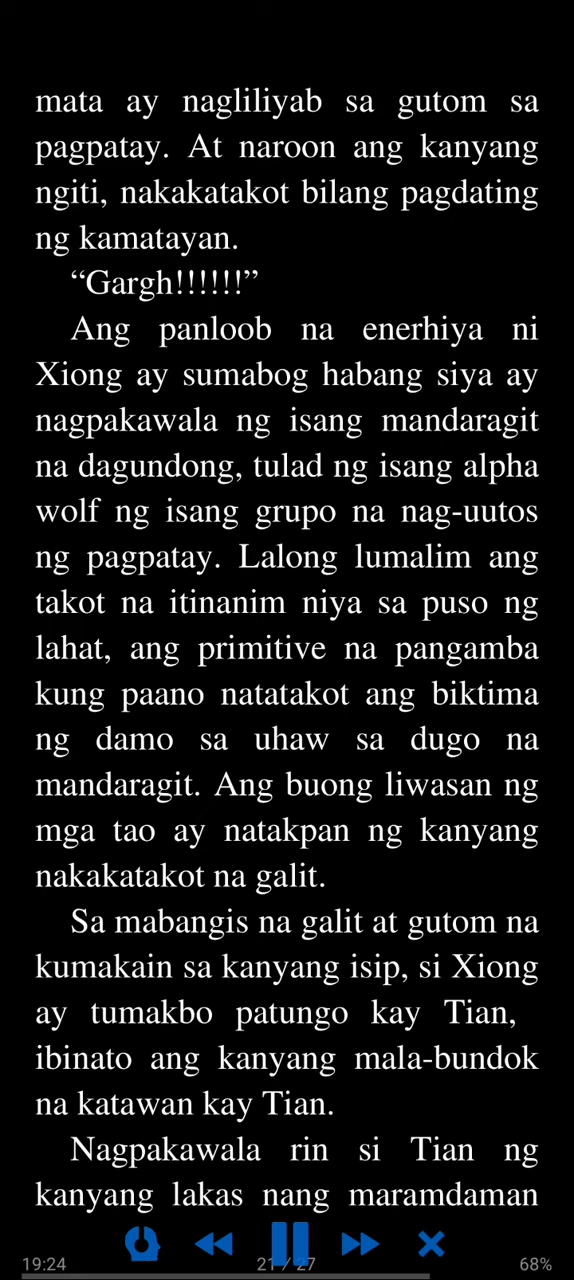 mata ay nagliliyab sa gutom sa
pagpatay. At naroon ang kanyang
ngiti, nakakatakot bilang pagdating
ng kamatayan.
“Gargh!!!!!!”
Ang panloob na enerhiya ni
Xiong ay sumabog habang siya ay
nagpakawala ng isang mandaragit
na dagundong, tulad ng isang alpha
wolf ng isang grupo na nag-uutos
ng pagpatay. Lalong lumalim ang
takot na itinanim niya sa puso ng
lahat, ang primitive na pangamba
kung paano natatakot ang biktima
ng damo sa uhaw sa dugo na
mandaragit. Ang buong liwasan ng
mga tao ay natakpan ng kanyang
nakakatakot na galit.
Sa mabangis na galit at gutom na
kumakain sa kanyang isip, si Xiong
ay tumakbo patungo kay Tian,
ibinato ang kanyang mala-bundok
na katawan kay Tian.
Nagpakawala rin si Tian ng
kanyang lakas nang maramdaman
19:24 21 / 27 68%